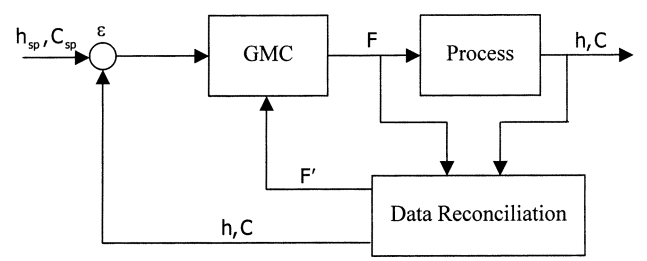 h_sp, C_sp
ε
GMC
F
Process
h, C
F'
Data Reconciliation
h, C